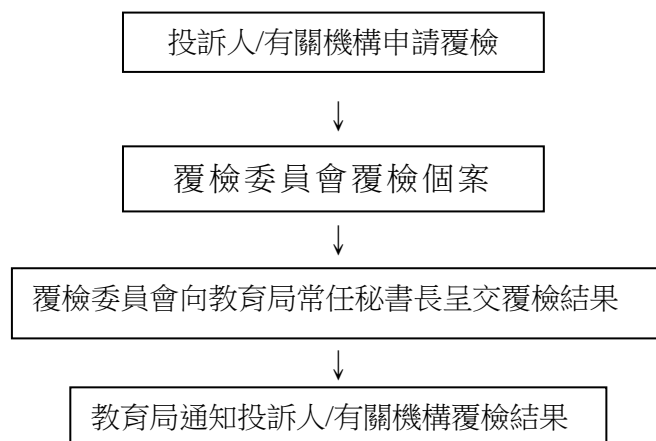 投訴人/有關機構申請覆檢
↓
覆檢委員會覆檢個案
↓
覆檢委員會向教育局常任秘書長呈交覆檢結果
↓
教育局通知投訴人/有關機構覆檢結果